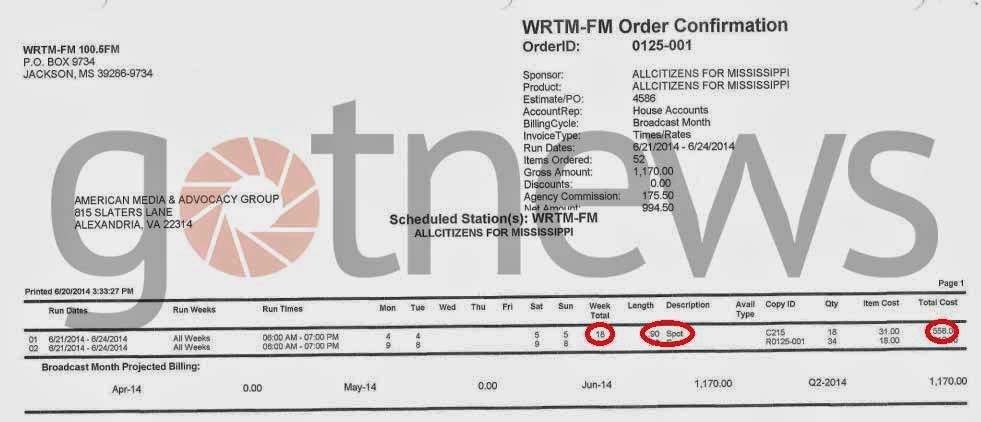 WRTM-FM Order Confirmation
OrderID: 0125-001
WRTM-FM 100.5FM
P.O. BOX 9734
JACKSON, MS 39286-9734
Sponsor: ALLCITIZENS FOR MISSISSIPPI
Product: ALLCITIZENS FOR MISSISSIPPI
Estimate/PO: 4586
AccountRep: House Accounts
BillingCycle: Broadcast Month
InvoiceType: Times/Rates
Run Dates: 6/21/2014 - 6/24/2014
Items Ordered: 52
Gross Amount: 1,170.00
Discounts: 0.00
Agency Commission: 175.50
Net Amount: 994.50
gotnews
AMERICAN MEDIA & ADVOCACY GROUP
815 SLATERS LANE
ALEXANDRIA, VA 22314
Scheduled Station(s): WRTM-FM
ALLCITIZENS FOR MISSISSIPPI
Printed 6/20/2014 3:33:27 PM Page 1
Run Dates Run Weeks Run Times Mon Tue Wed Thu Fri Sat Sun Week Total Length Description Avail Type Copy ID Qty Item Cost Total Cost
01 6/21/2014 - 6/24/2014 All Weeks 06:00 AM - 07:00 PM 4 4 5 5 18 :90 Spot C215 18 31.00 558.0
02 6/21/2014 - 6/24/2014 All Weeks 06:00 AM - 07:00 PM 9 8 9 8 R0125-001 34 18.00
Broadcast Month Projected Billing:
Apr-14 0.00 May-14 0.00 Jun-14 1,170.00 Q2-2014 1,170.00